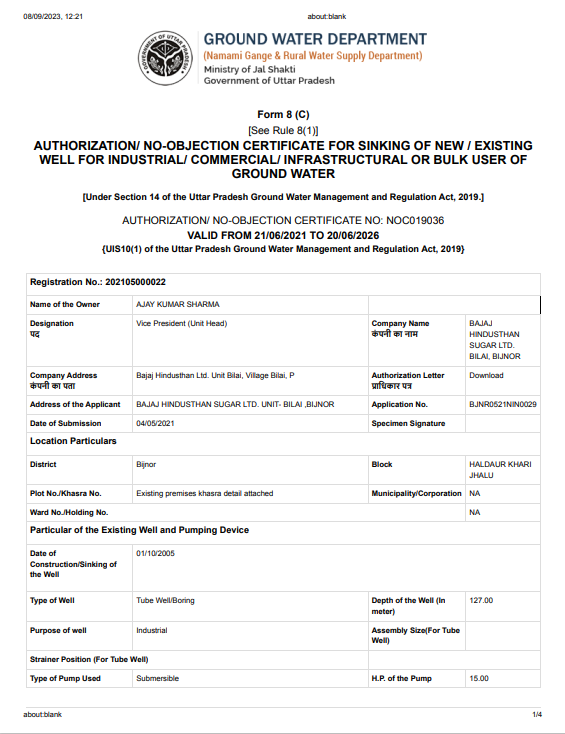 08/09/2023, 12:21 about:blank
GROUND WATER DEPARTMENT
(Namami Gange & Rural Water Supply Department)
Ministry of Jal Shakti
Government of Uttar Pradesh
GOVERNMENT OF UTTAR PRADESH
Form 8 (C)
[See Rule 8(1)]
AUTHORIZATION/ NO-OBJECTION CERTIFICATE FOR SINKING OF NEW / EXISTING
WELL FOR INDUSTRIAL/ COMMERCIAL/ INFRASTRUCTURAL OR BULK USER OF
GROUND WATER
[Under Section 14 of the Uttar Pradesh Ground Water Management and Regulation Act, 2019.]
AUTHORIZATION/ NO-OBJECTION CERTIFICATE NO: NOC019036
VALID FROM 21/06/2021 TO 20/06/2026
{UIS10(1) of the Uttar Pradesh Ground Water Management and Regulation Act, 2019}
Registration No.: 202105000022
Name of the Owner AJAY KUMAR SHARMA
Designation
पद
Vice President (Unit Head)
Company Name
कंपनी का नाम
BAJAJ
HINDUSTHAN
SUGAR LTD.
BILAI, BIJNOR
Company Address
कंपनी का पता
Bajaj Hindusthan Ltd. Unit Bilai, Village Bilai, P
Authorization Letter
प्राधिकार पत्र
Download
Address of the Applicant BAJAJ HINDUSTHAN SUGAR LTD. UNIT- BILAI ,BIJNOR Application No. BJNR0521NIN0029
Date of Submission 04/05/2021 Specimen Signature
Location Particulars
District Bijnor Block HALDAUR KHARI
JHALU
Plot No./Khasra No. Existing premises khasra detail attached Municipality/Corporation NA
Ward No./Holding No. NA
Particular of the Existing Well and Pumping Device
Date of
Construction/Sinking of
the Well
01/10/2005
Type of Well Tube Well/Boring Depth of the Well (In
meter)
127.00
Purpose of well Industrial Assembly Size(For Tube
Well)
Strainer Position (For Tube Well)
Type of Pump Used Submersible H.P. of the Pump 15.00
about:blank 1/4